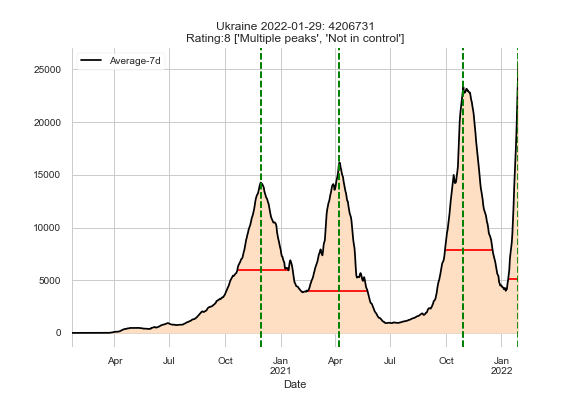 Ukraine 2022-01-29: 4206731
Rating:8 ['Multiple peaks', 'Not in control']
Average-7d
25000
20000
15000
10000
5000
0
Apr Jul Oct Jan Apr Jul Oct Jan
2021 2022
Date